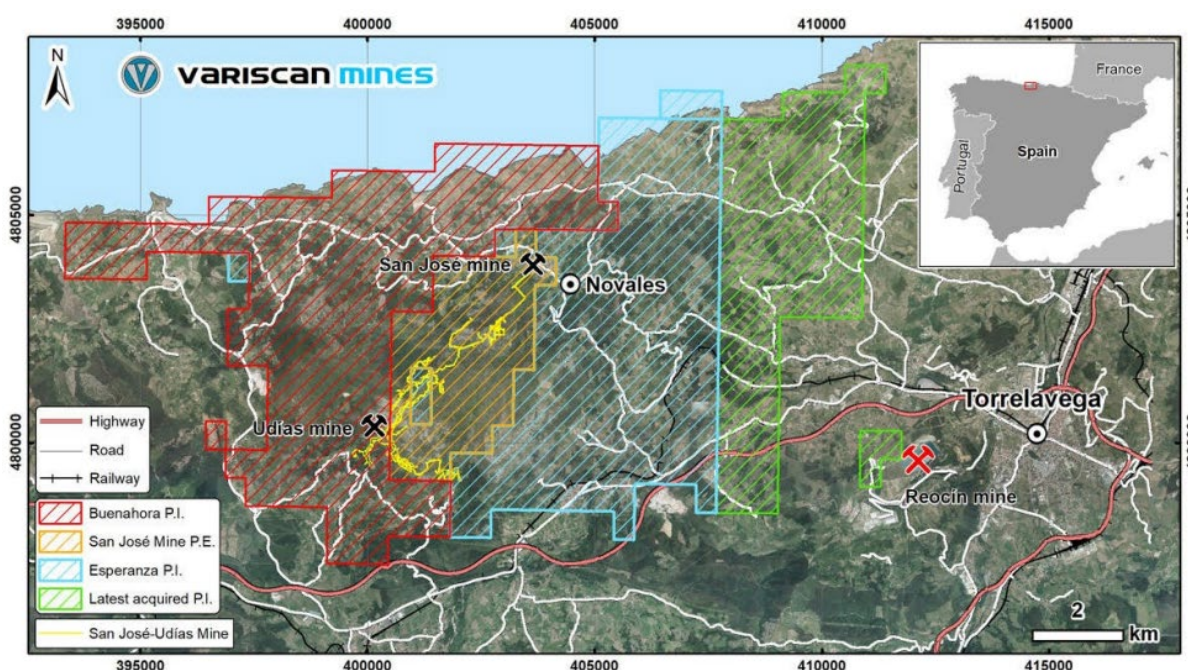 395000 400000 405000 410000 415000
N
VARISCAN MINES
France
Portugal
Spain
4805000
4805000
San José mine
Novales
Torrelavega
4800000
4800000
Udías mine
Reocín mine
Highway
Road
Railway
Buenahora P.I.
San José Mine P.E.
Esperanza P.I.
Latest acquired P.I.
San José-Udías Mine
2
km
395000 400000 405000 410000 415000